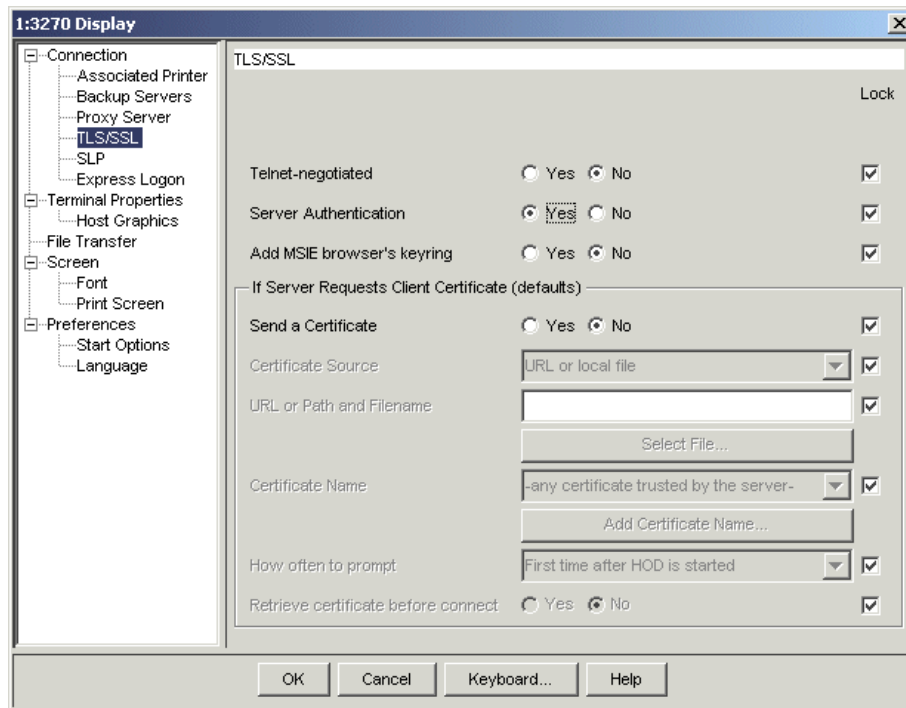 1:3270 Display
Connection
Associated Printer
Backup Servers
Proxy Server
TLS/SSL
SLP
Express Logon
Terminal Properties
Host Graphics
File Transfer
Screen
Font
Print Screen
Preferences
Start Options
Language
TLS/SSL
Lock
Telnet-negotiated Yes No
Server Authentication Yes No
Add MSIE browser's keyring Yes No
If Server Requests Client Certificate (defaults)
Send a Certificate Yes No
Certificate Source URL or local file
URL or Path and Filename
Select File...
Certificate Name -any certificate trusted by the server-
Add Certificate Name...
How often to prompt First time after HOD is started
Retrieve certificate before connect Yes No
OK Cancel Keyboard... Help